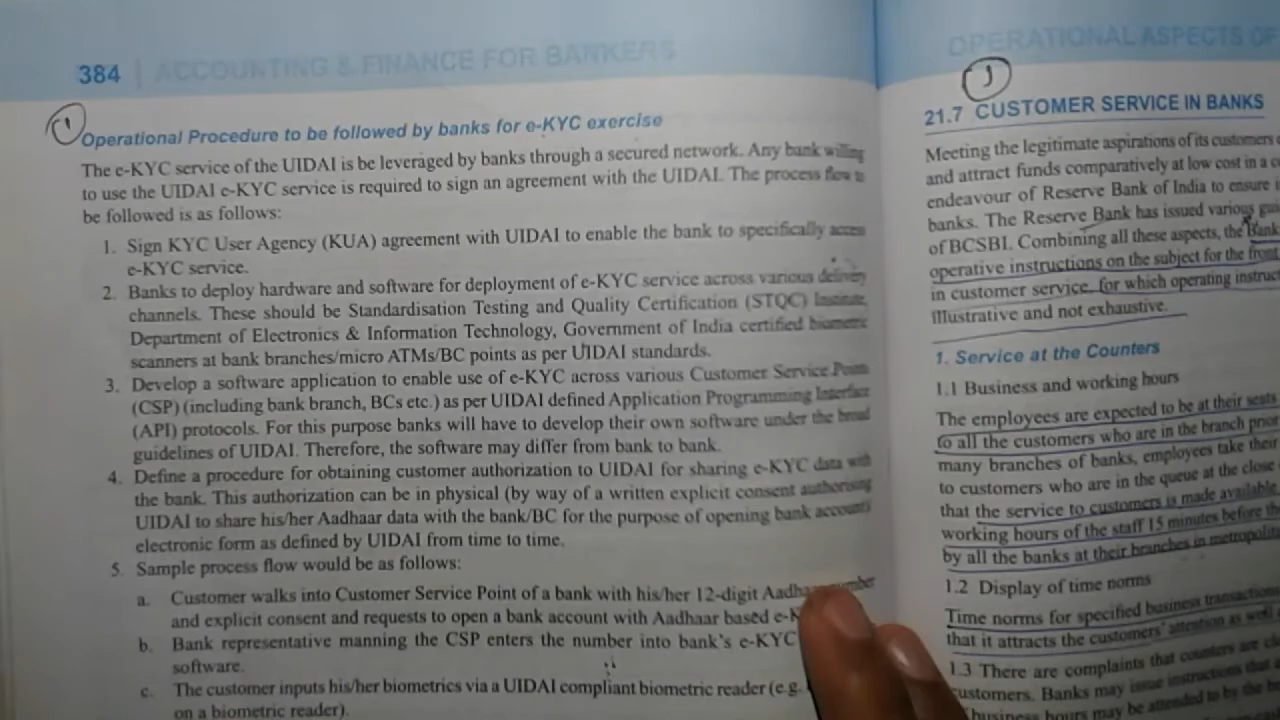 384 | ACCOUNTING & FINANCE FOR BANKERS
1
Operational Procedure to be followed by banks for e-KYC exercise
The e-KYC service of the UIDAI is be leveraged by banks through a secured network. Any bank willing
to use the UIDAI e-KYC service is required to sign an agreement with the UIDAI. The process flow to
be followed is as follows:
1. Sign KYC User Agency (KUA) agreement with UIDAI to enable the bank to specifically access
e-KYC service.
2. Banks to deploy hardware and software for deployment of e-KYC service across various delivery
channels. These should be Standardisation Testing and Quality Certification (STQC) Institute,
Department of Electronics & Information Technology, Government of India certified biometric
scanners at bank branches/micro ATMs/BC points as per UIDAI standards.
3. Develop a software application to enable use of e-KYC across various Customer Service Points
(CSP) (including bank branch, BCs etc.) as per UIDAI defined Application Programming Interface
(API) protocols. For this purpose banks will have to develop their own software under the broad
guidelines of UIDAI. Therefore, the software may differ from bank to bank.
4. Define a procedure for obtaining customer authorization to UIDAI for sharing e-KYC data with
the bank. This authorization can be in physical (by way of a written explicit consent authorising
UIDAI to share his/her Aadhaar data with the bank/BC for the purpose of opening bank account)
electronic form as defined by UIDAI from time to time.
5. Sample process flow would be as follows:
a. Customer walks into Customer Service Point of a bank with his/her 12-digit Aadhaar number
and explicit consent and requests to open a bank account with Aadhaar based e-K
b. Bank representative manning the CSP enters the number into bank's e-KYC
software.
c. The customer inputs his/her biometrics via a UIDAI compliant biometric reader (e.g.
on a biometric reader).
OPERATIONAL ASPECTS OF
1
21.7 CUSTOMER SERVICE IN BANKS
Meeting the legitimate aspirations of its customers
and attract funds comparatively at low cost in a
endeavour of Reserve Bank of India to ensure
banks. The Reserve Bank has issued various
of BCSBI. Combining all these aspects, the Bank
operative instructions on the subject for the front
in customer service for which operating
illustrative and not exhaustive.
1. Service at the Counters
1.1 Business and working hours
The employees are expected to be at their seats
to all the customers who are in the branch prior
many branches of banks, employees take their
to customers who are in the queue at the close
that the service to customers is made available
working hours of the staff 15 minutes before the
by all the banks at their branches in
1.2 Display of time norms
Time norms for specified business transactions
that it attracts the customers' attention as well
1.3 There are complaints that counters are
customers. Banks may issue instructions that
business hours may be attended to by the